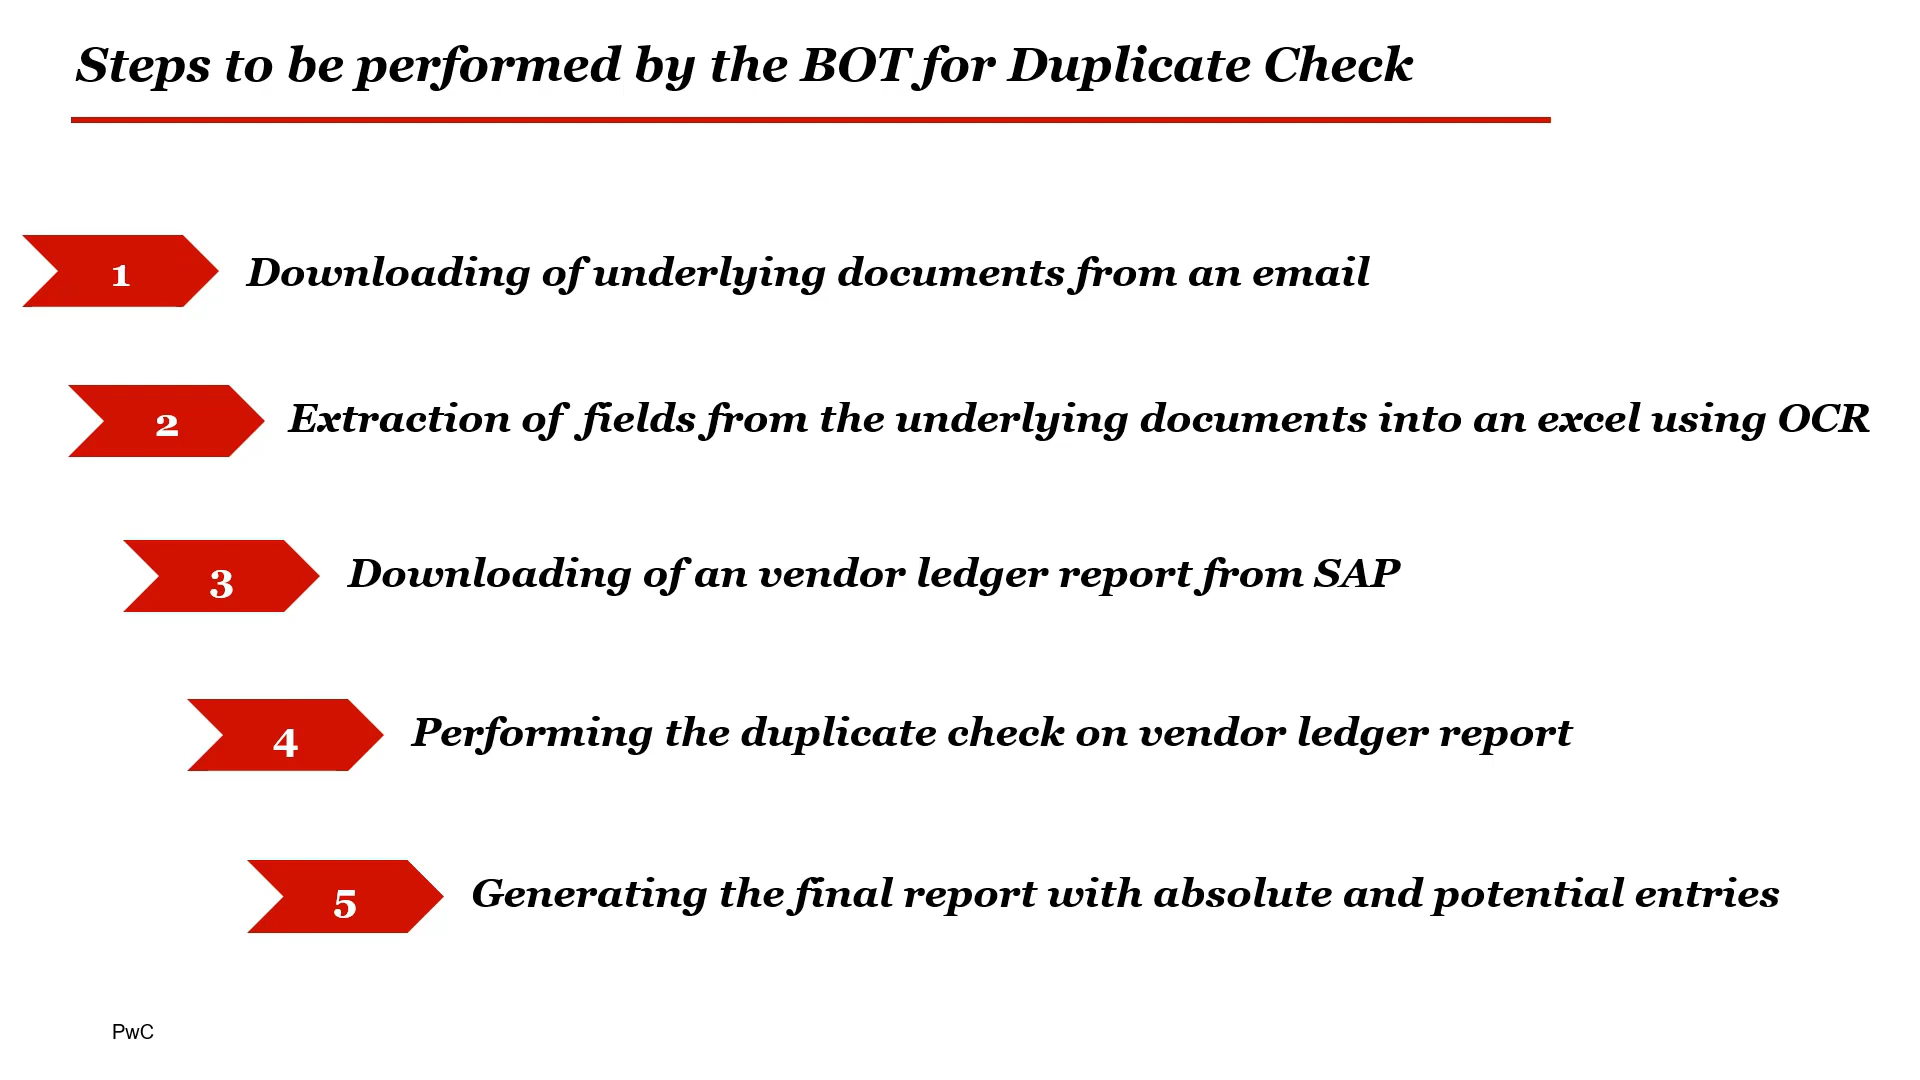 Steps to be performed by the BOT for Duplicate Check
1 Downloading of underlying documents from an email
2 Extraction of fields from the underlying documents into an excel using OCR
3 Downloading of an vendor ledger report from SAP
4 Performing the duplicate check on vendor ledger report
5 Generating the final report with absolute and potential entries
PwC